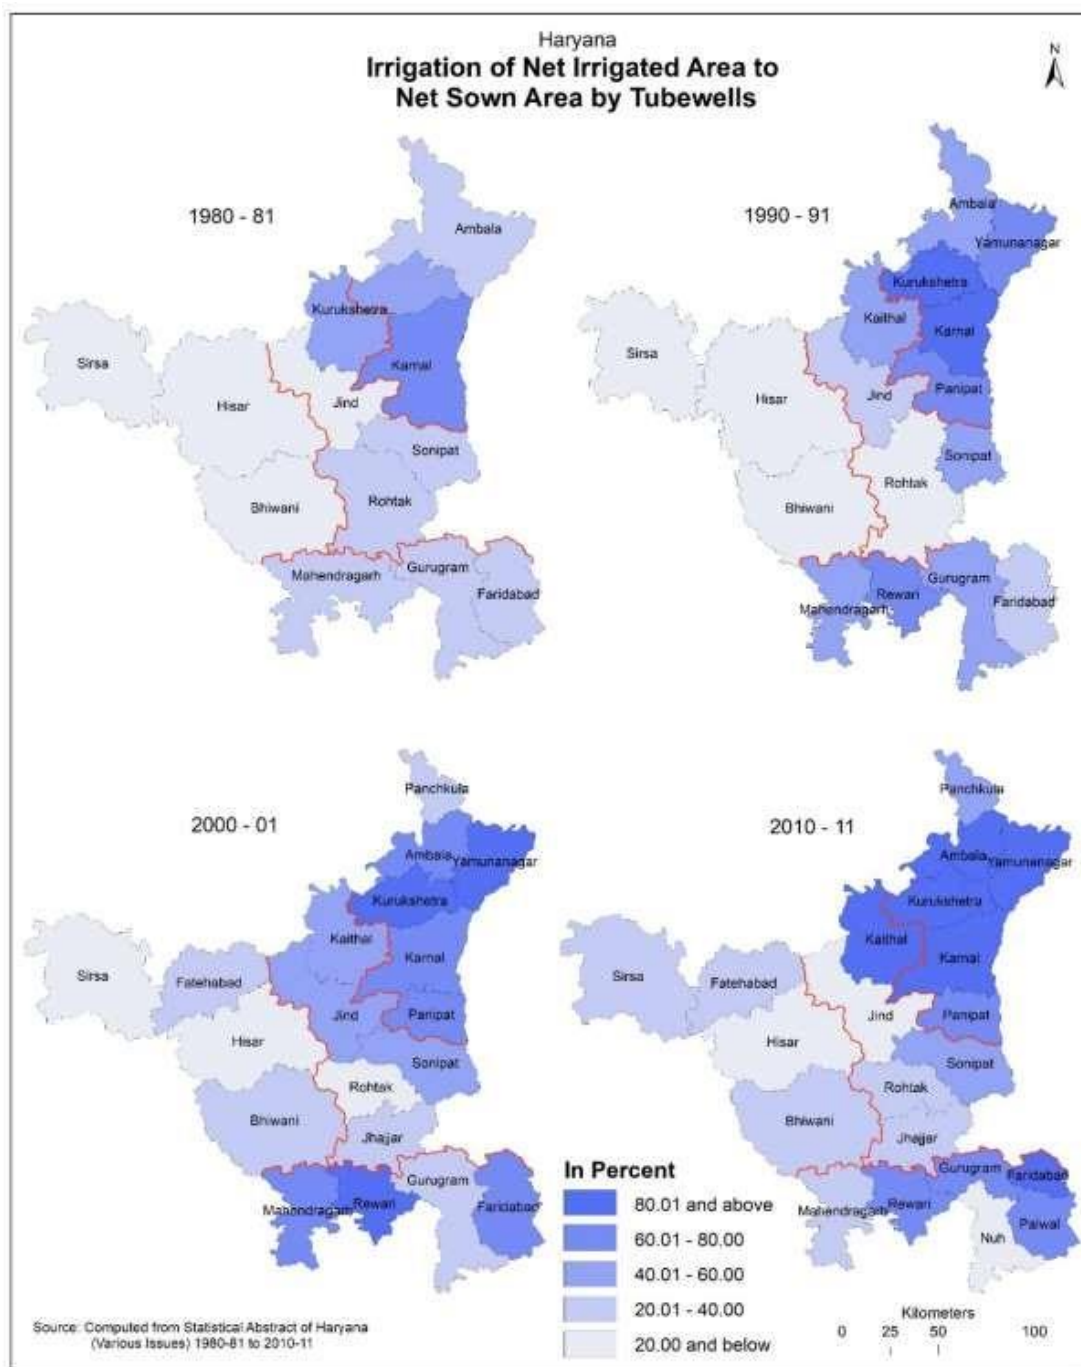 Haryana
Irrigation of Net Irrigated Area to
Net Sown Area by Tubewells
N
1980 - 81
Ambala
Kurukshetra
Karnal
Sirsa
Hisar
Jind
Sonipat
Bhiwani
Rohtak
Mahendragarh
Gurugram
Faridabad
1990 - 91
Ambala
Yamunanagar
Kurukshetra
Kaithal
Karnal
Sirsa
Hisar
Jind
Panipat
Sonipat
Rohtak
Bhiwani
Gurugram
Rewari
Mahendragarh
Faridabad
2000 - 01
Panchkula
Ambala
Yamunanagar
Kurukshetra
Kaithal
Karnal
Sirsa
Fatehabad
Jind
Panipat
Hisar
Sonipat
Rohtak
Bhiwani
Jhajjar
Gurugram
Mahendragarh
Rewari
Faridabad
2010 - 11
Panchkula
Ambala
Yamunanagar
Kurukshetra
Kaithal
Karnal
Sirsa
Fatehabad
Jind
Panipat
Hisar
Sonipat
Rohtak
Bhiwani
Jhajjar
Gurugram
Faridabad
Mahendragarh
Rewari
Palwal
Nuh
In Percent
80.01 and above
60.01 - 80.00
40.01 - 60.00
20.01 - 40.00
20.00 and below
Kilometers
0 25 50 100
Source: Computed from Statistical Abstract of Haryana
(Various Issues) 1980-81 to 2010-11